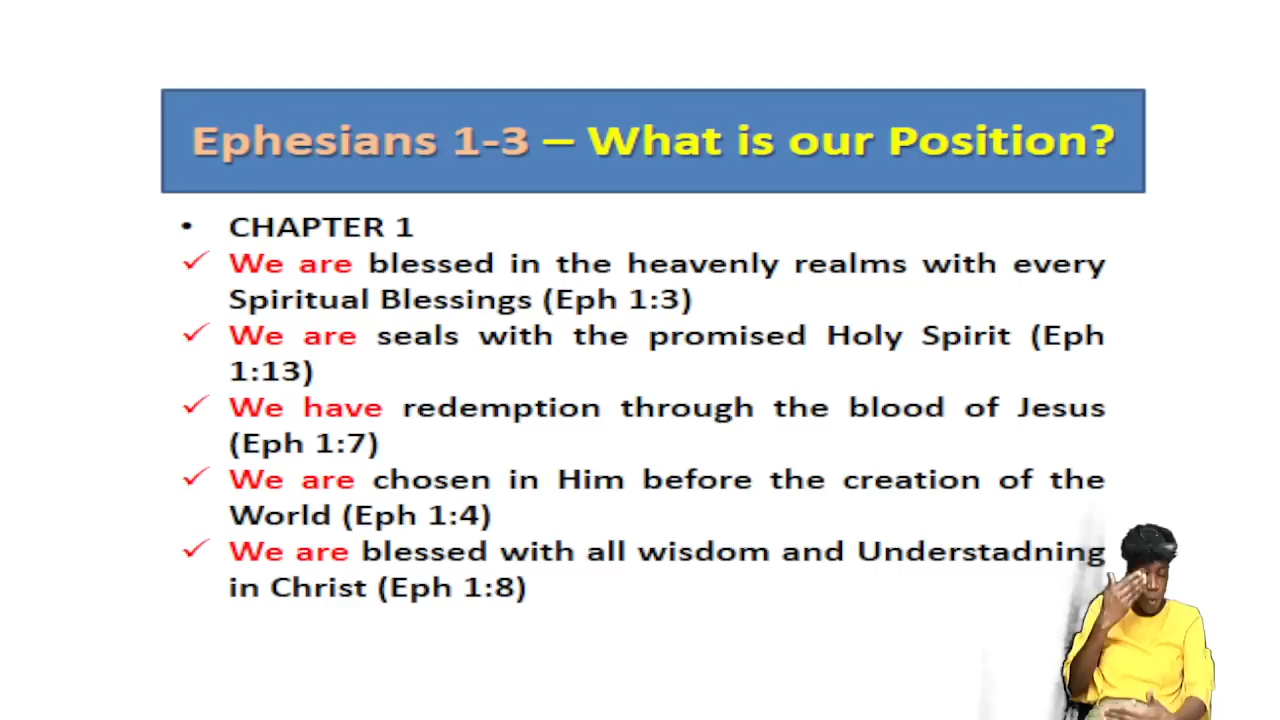 Ephesians 1-3 – What is our Position?
• CHAPTER 1
✓ We are blessed in the heavenly realms with every
Spiritual Blessings (Eph 1:3)
✓ We are seals with the promised Holy Spirit (Eph
1:13)
✓ We have redemption through the blood of Jesus
(Eph 1:7)
✓ We are chosen in Him before the creation of the
World (Eph 1:4)
✓ We are blessed with all wisdom and Understadning
in Christ (Eph 1:8)